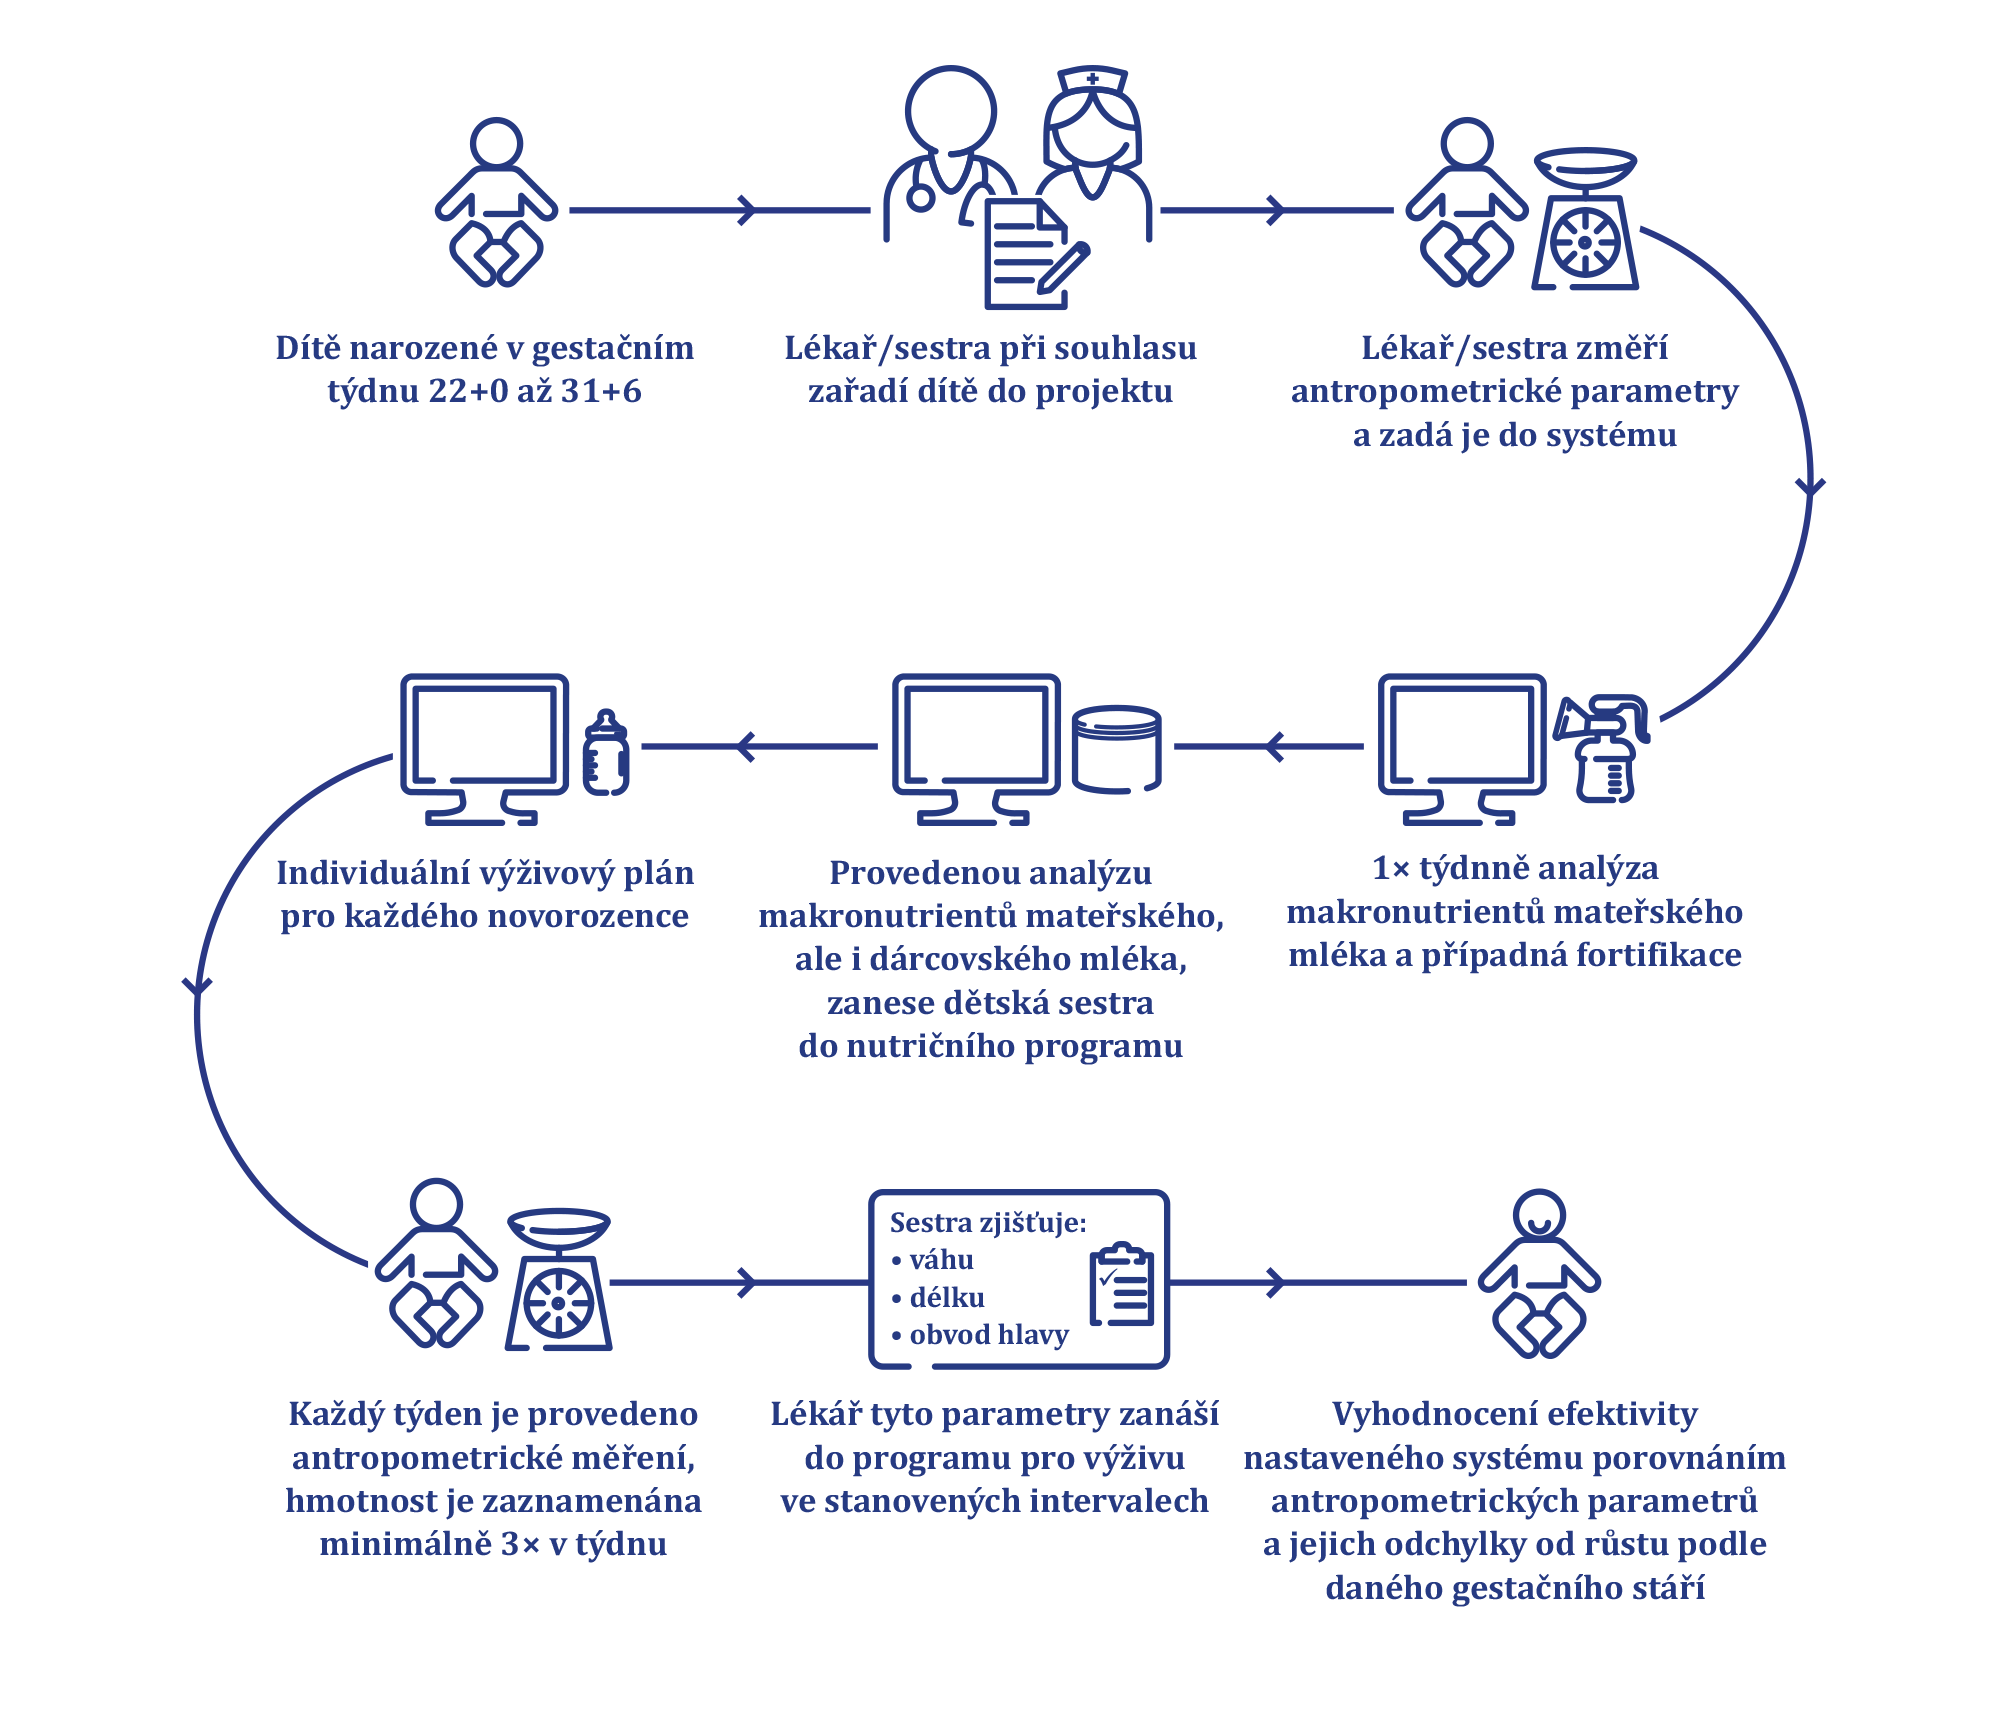 Dítě narozené v gestačním
týdnu 22+0 až 31+6
Lékař/sestra při souhlasu
zařadí dítě do projektu
Lékař/sestra změří
antropometrické parametry
a zadá je do systému
1× týdnně analýza
makronutrientů mateřského
mléka a případná fortifikace
Provedenou analýzu
makronutrientů mateřského,
ale i dárcovského mléka,
zanese dětská sestra
do nutričního programu
Individuální výživový plán
pro každého novorozence
Každý týden je provedeno
antropometrické měření,
hmotnost je zaznamenána
minimálně 3× v týdnu
Sestra zjišťuje:
• váhu
• délku
• obvod hlavy
Lékář tyto parametry zanáší
do programu pro výživu
ve stanovených intervalech
Vyhodnocení efektivity
nastaveného systému porovnáním
antropometrických parametrů
a jejich odchylky od růstu podle
daného gestačního stáří